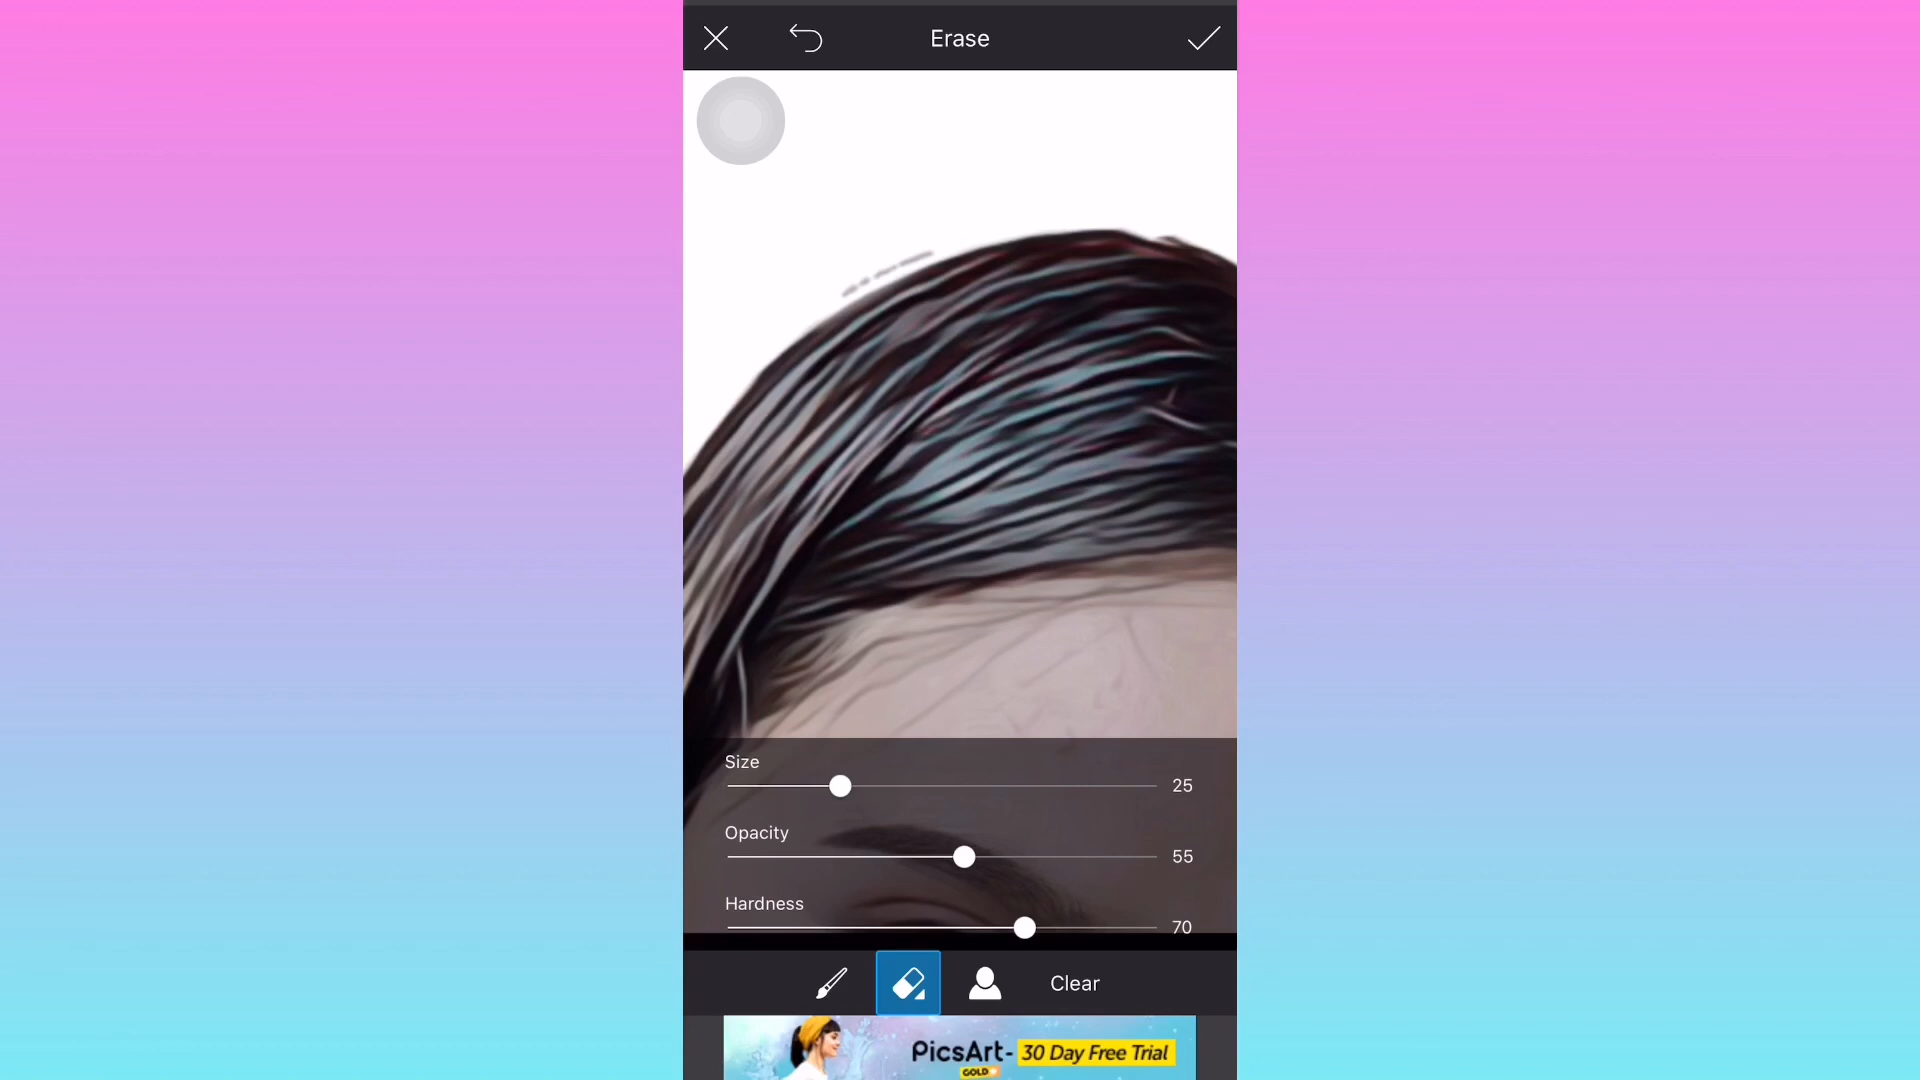 Erase
Size
25
Opacity
55
Hardness
70
Clear
PicsArt- 30 Day Free Trial
GOLD